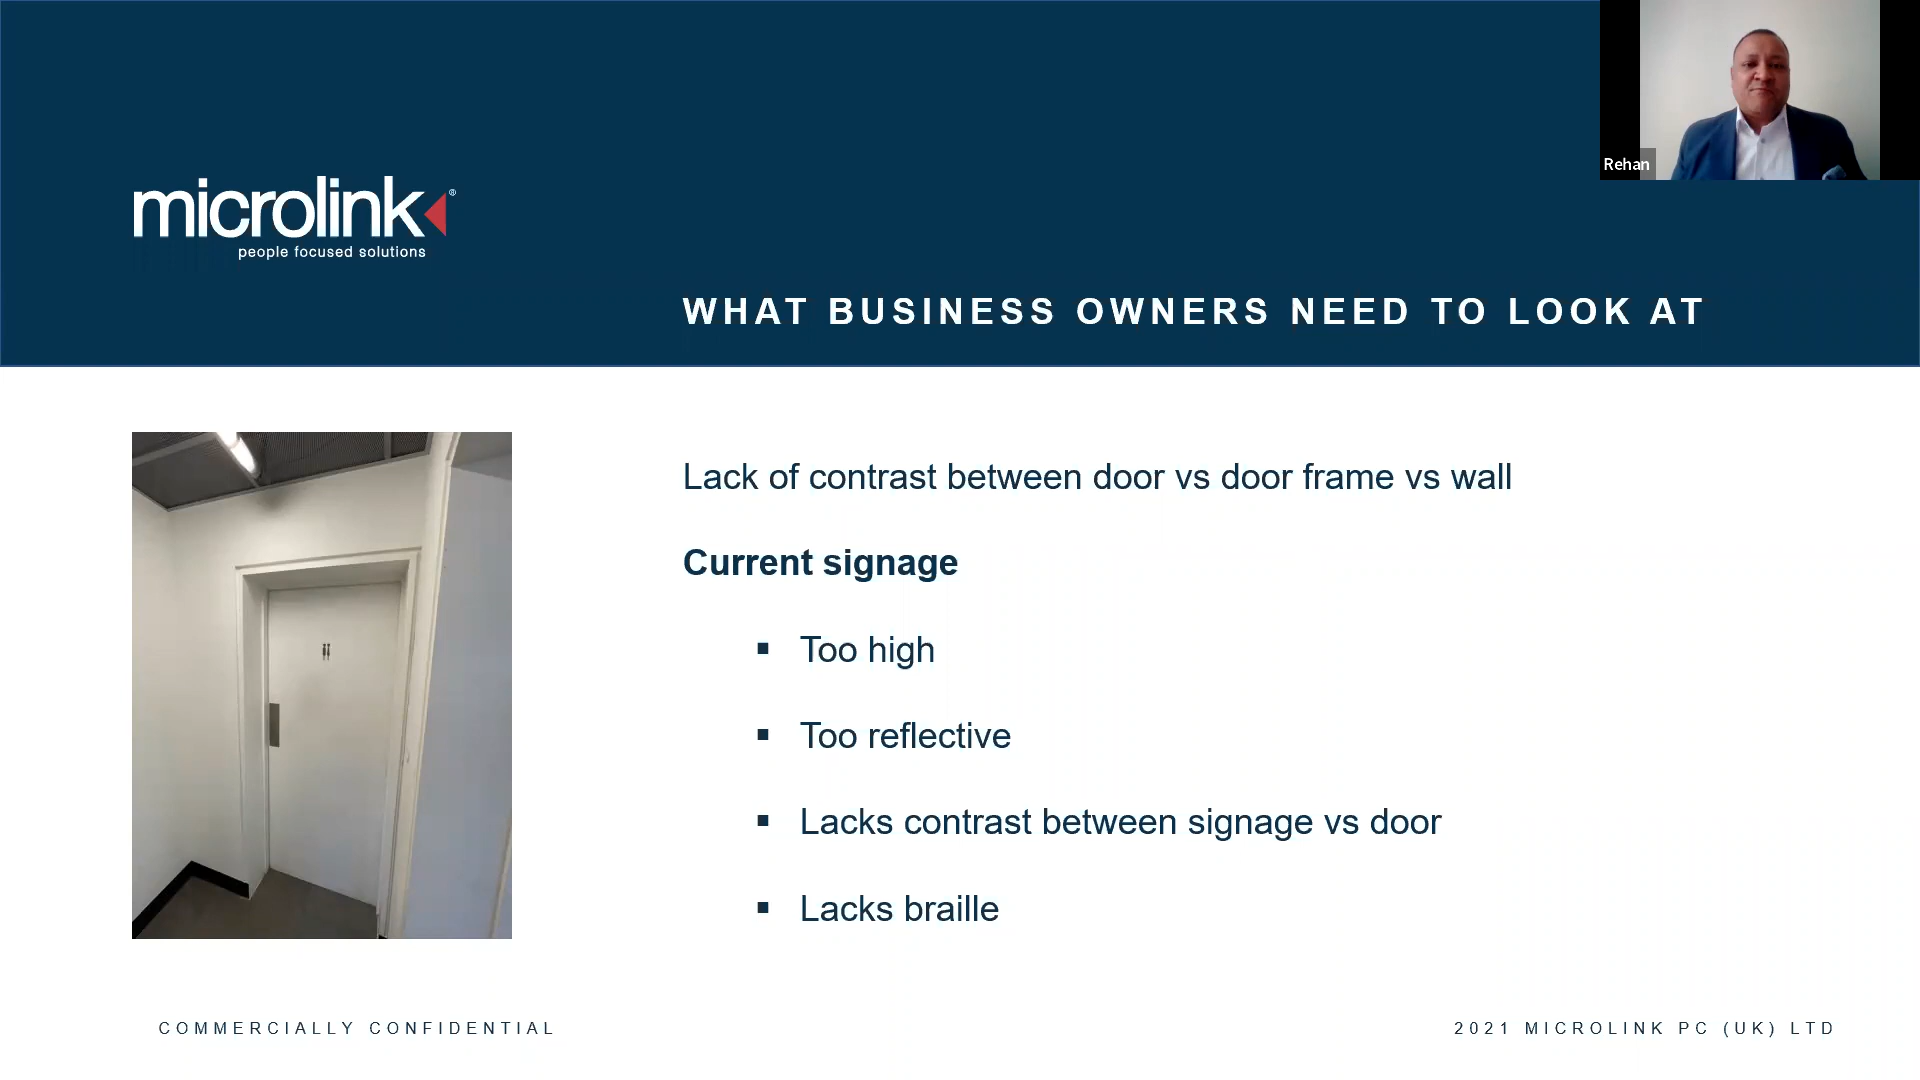 Rehan
microlink®
people focused solutions
WHAT BUSINESS OWNERS NEED TO LOOK AT
Lack of contrast between door vs door frame vs wall
Current signage
▪ Too high
▪ Too reflective
▪ Lacks contrast between signage vs door
▪ Lacks braille
COMMERCIALLY CONFIDENTIAL
2021 MICROLINK PC (UK) LTD